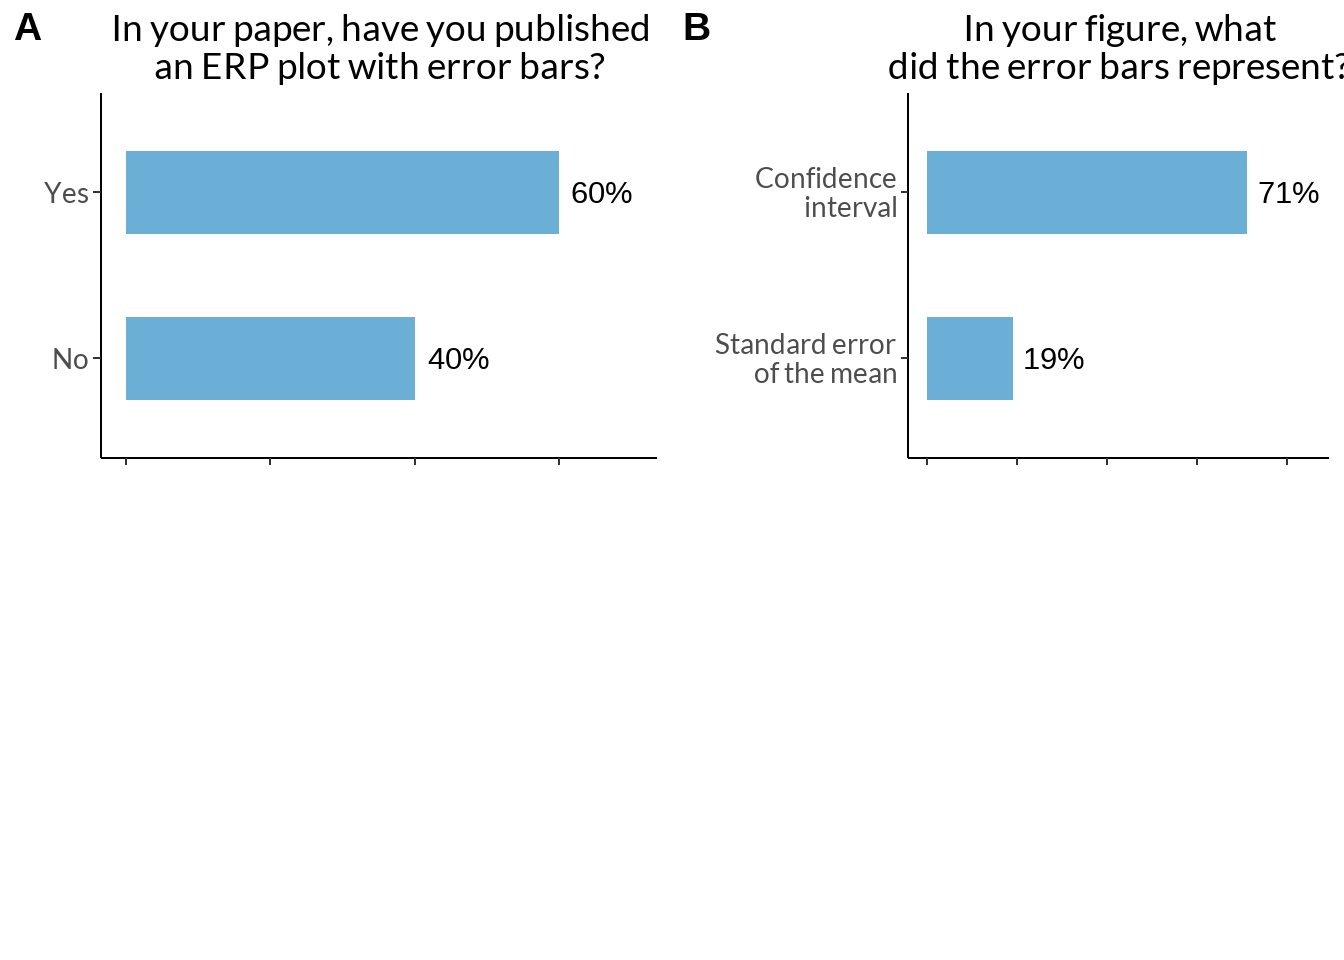 A
In your paper, have you published
an ERP plot with error bars?
Yes
60%
No
40%
B
In your figure, what
did the error bars represent?
Confidence
interval
71%
Standard error
of the mean
19%